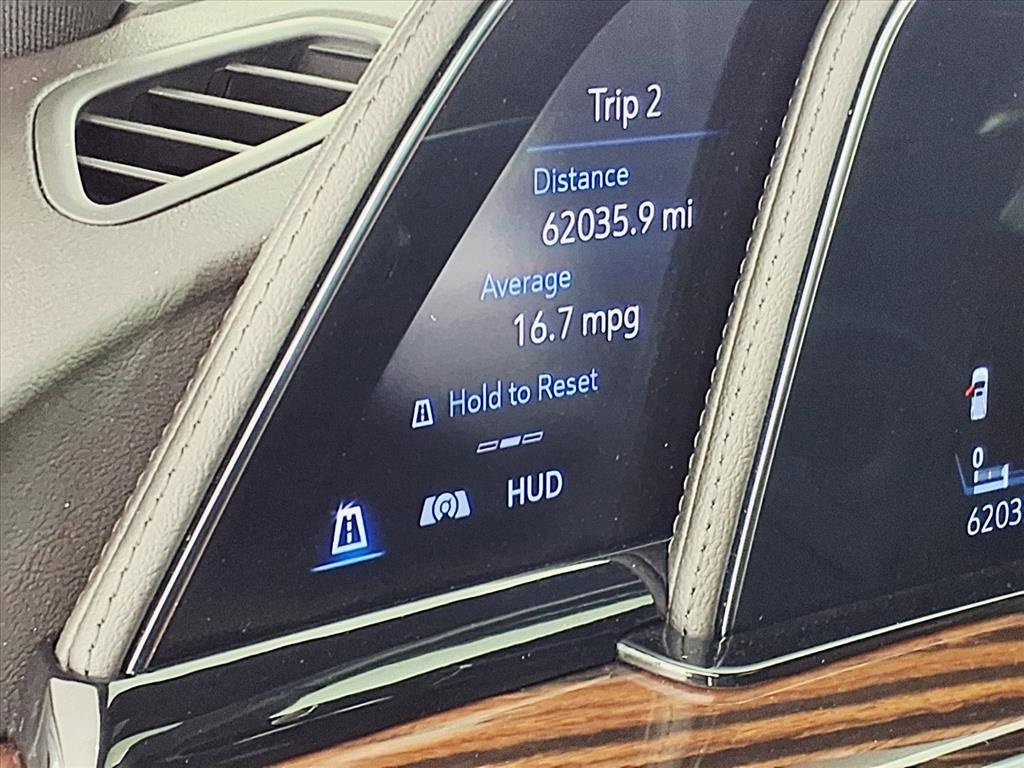 Trip 2
Distance
62035.9 mi
Average
16.7 mpg
Hold to Reset
HUD
0
6203